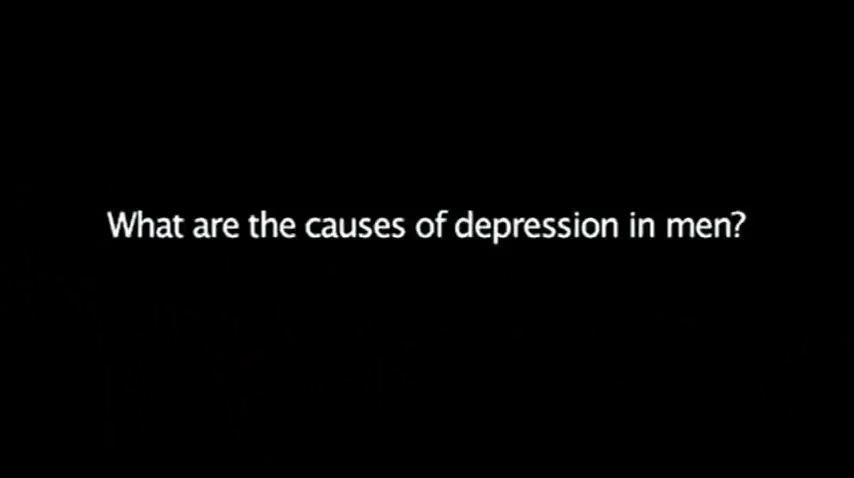 What are the causes of depression in men?